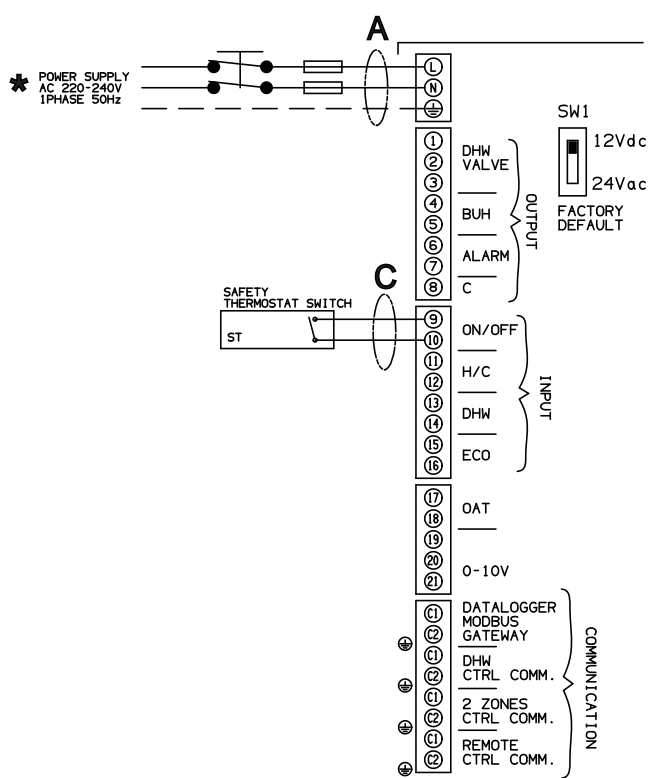 A
* POWER SUPPLY
AC 220-240V
1PHASE 50Hz
L
N
SW1
12Vdc
24Vac
FACTORY
DEFAULT
1
2
3
DHW
VALVE
4
5
BUH
6
7
ALARM
8
C
OUTPUT
C
SAFETY
THERMOSTAT SWITCH
ST
9
10
ON/OFF
11
12
H/C
13
14
DHW
15
16
ECO
INPUT
17
18
OAT
19
20
21
0-10V
C1
C2
DATALOGGER
MODBUS
GATEWAY
C1
C2
DHW
CTRL COMM.
C1
C2
2 ZONES
CTRL COMM.
C1
C2
REMOTE
CTRL COMM.
COMMUNICATION